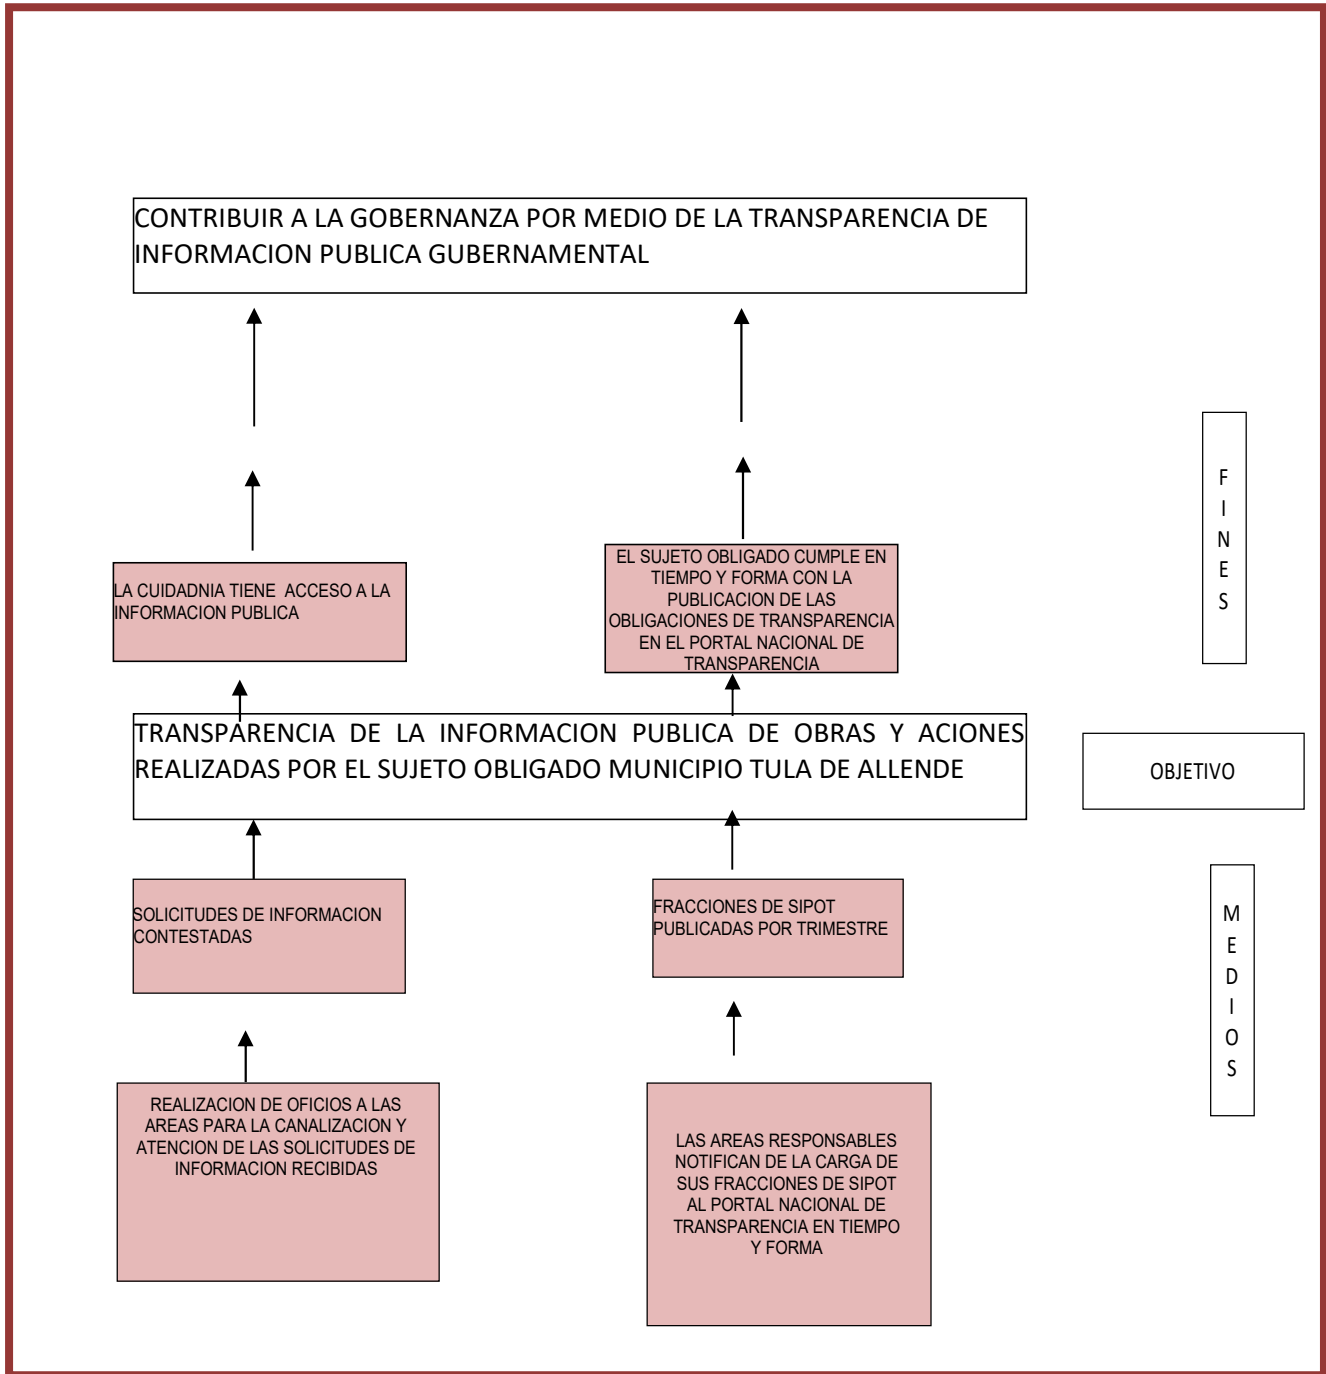 CONTRIBUIR A LA GOBERNANZA POR MEDIO DE LA TRANSPARENCIA DE
INFORMACION PUBLICA GUBERNAMENTAL
F
I
N
E
S
LA CUIDADNIA TIENE ACCESO A LA
INFORMACION PUBLICA
EL SUJETO OBLIGADO CUMPLE EN
TIEMPO Y FORMA CON LA
PUBLICACION DE LAS
OBLIGACIONES DE TRANSPARENCIA
EN EL PORTAL NACIONAL DE
TRANSPARENCIA
TRANSPARENCIA DE LA INFORMACION PUBLICA DE OBRAS Y ACIONES
REALIZADAS POR EL SUJETO OBLIGADO MUNICIPIO TULA DE ALLENDE
OBJETIVO
SOLICITUDES DE INFORMACION
CONTESTADAS
FRACCIONES DE SIPOT
PUBLICADAS POR TRIMESTRE
M
E
D
I
O
S
REALIZACION DE OFICIOS A LAS
AREAS PARA LA CANALIZACION Y
ATENCION DE LAS SOLICITUDES DE
INFORMACION RECIBIDAS
LAS AREAS RESPONSABLES
NOTIFICAN DE LA CARGA DE
SUS FRACCIONES DE SIPOT
AL PORTAL NACIONAL DE
TRANSPARENCIA EN TIEMPO
Y FORMA